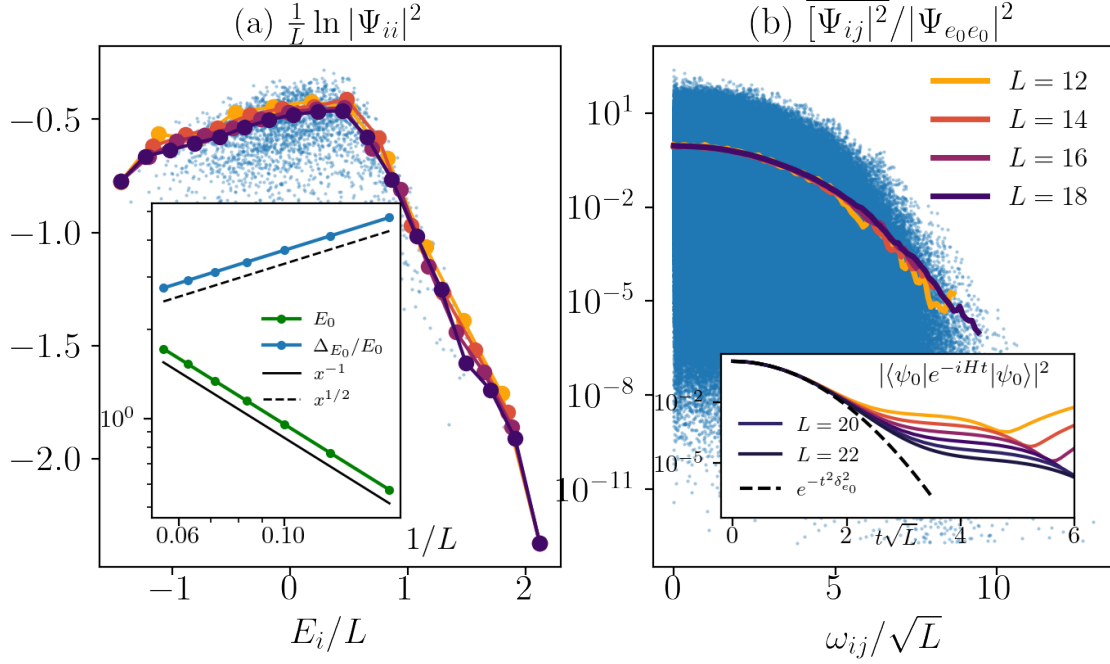 (a) $\frac{1}{L} \ln |\Psi_{ii}|^2$
−0.5
−1.0
−1.5
−2.0
−1
0
1
2
$E_i/L$
$10^0$
$E_0$
$\Delta_{E_0}/E_0$
$x^{-1}$
$x^{1/2}$
0.06
0.10
$1/L$
(b) $\overline{[\Psi_{ij}|^2}/|\Psi_{e_0 e_0}|^2$
$10^1$
$10^{-2}$
$10^{-5}$
$10^{-8}$
$10^{-11}$
0
5
10
$\omega_{ij}/\sqrt{L}$
$L = 12$
$L = 14$
$L = 16$
$L = 18$
$|\langle\psi_0|e^{-iHt}|\psi_0\rangle|^2$
$10^{-2}$
$10^{-5}$
$L = 20$
$L = 22$
$e^{-t^2\delta_{e_0}^2}$
0
2
4
6
$t\sqrt{L}$